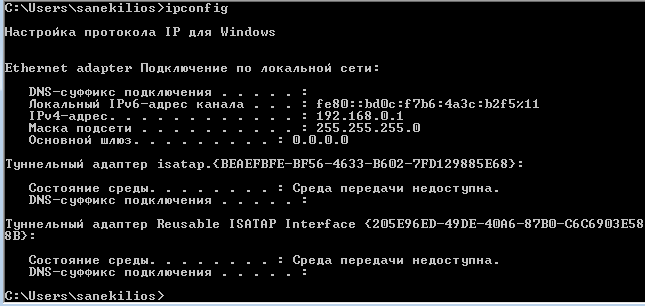 C:\Users\sanekilios>ipconfig
Настройка протокола IP для Windows
Ethernet adapter Подключение по локальной сети:
DNS-суффикс подключения . . . . . :
Локальный IPv6-адрес канала . . . : fe80::bd0c:f7b6:4a3c:b2f5%11
IPv4-адрес. . . . . . . . . . . . : 192.168.0.1
Маска подсети . . . . . . . . . . : 255.255.255.0
Основной шлюз. . . . . . . . . : 0.0.0.0
Туннельный адаптер isatap.{BEAEFBFE-BF56-4633-B602-7FD129885E68}:
Состояние среды. . . . . . . . : Среда передачи недоступна.
DNS-суффикс подключения . . . . . :
Туннельный адаптер Reusable ISATAP Interface {205E96ED-49DE-40A6-87B0-C6C6903E58
8B}:
Состояние среды. . . . . . . . : Среда передачи недоступна.
DNS-суффикс подключения . . . . . :
C:\Users\sanekilios>